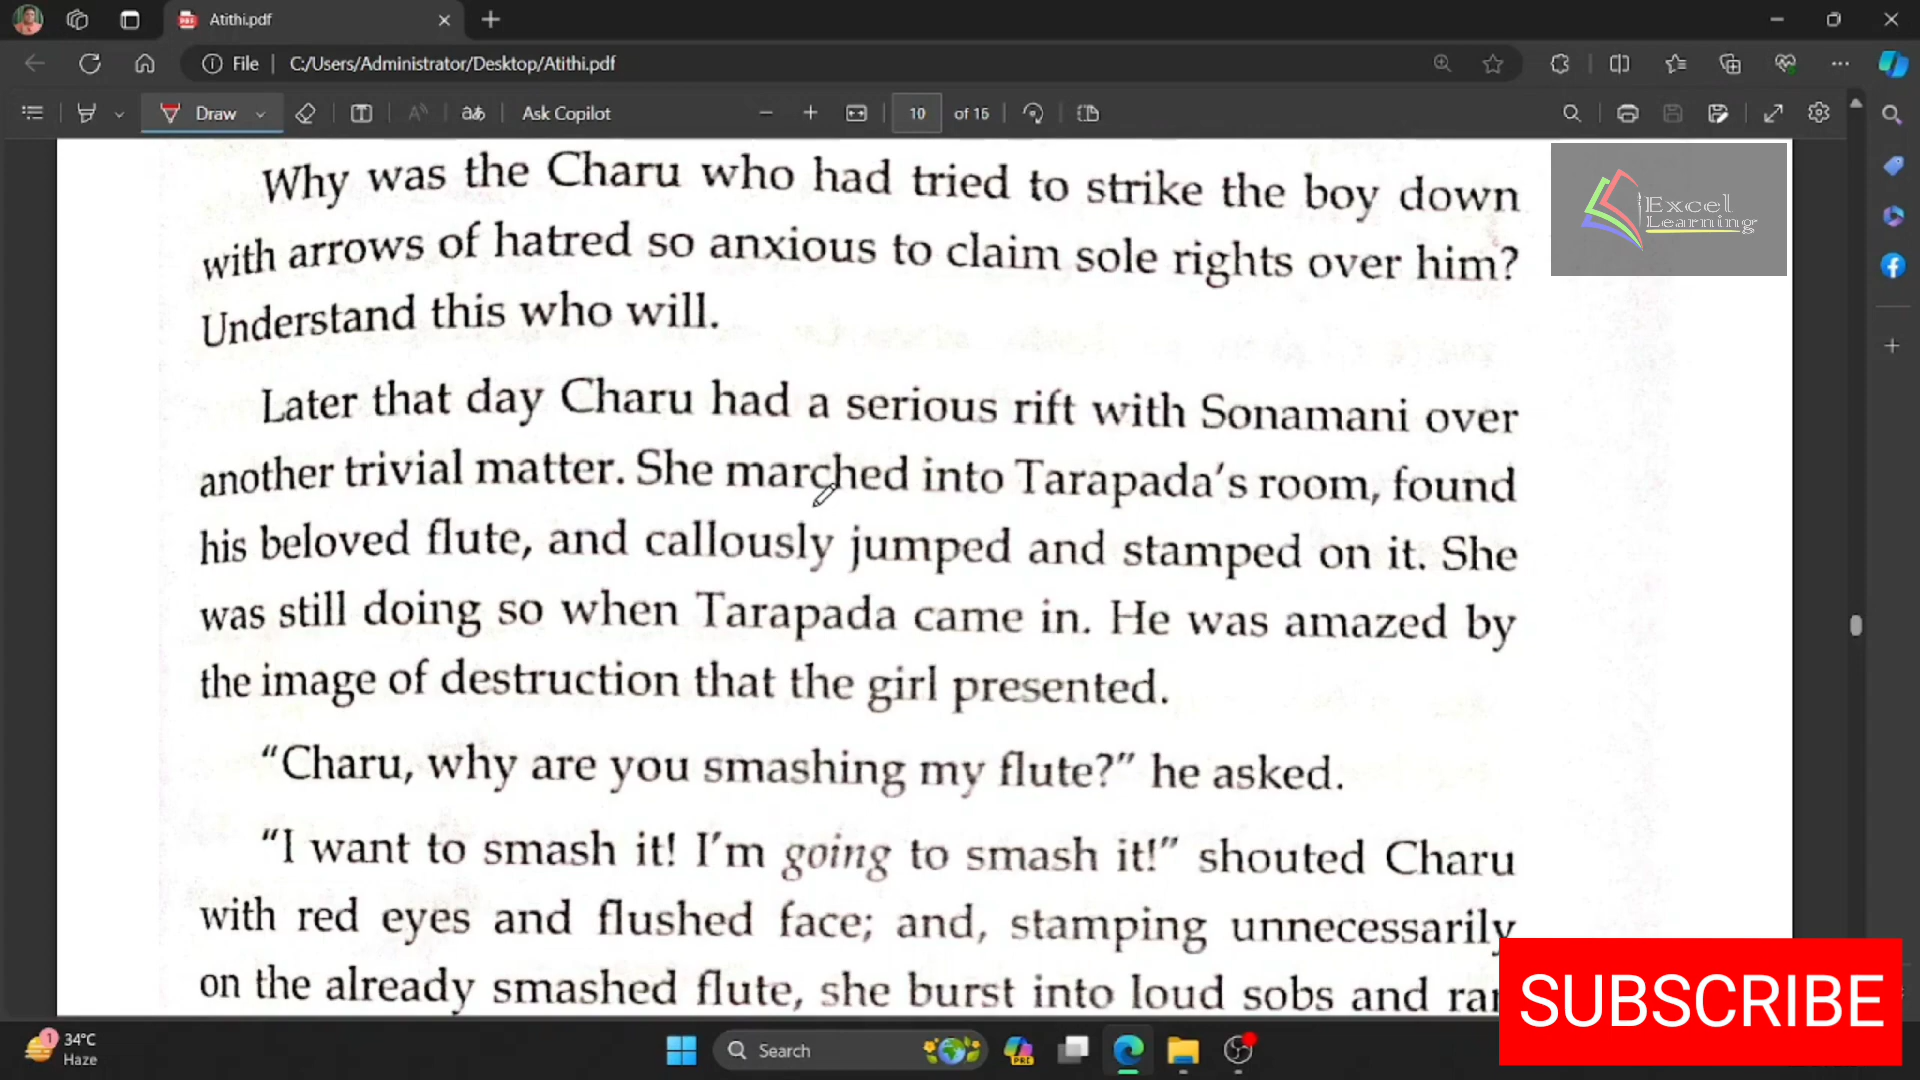 Atithi.pdf
File
C:/Users/Administrator/Desktop/Atithi.pdf
Draw
aあ
Ask Copilot
10 of 15
Excel
Learning
Why was the Charu who had tried to strike the boy down
with arrows of hatred so anxious to claim sole rights over him?
Understand this who will.
Later that day Charu had a serious rift with Sonamani over
another trivial matter. She marched into Tarapada's room, found
his beloved flute, and callously jumped and stamped on it. She
was still doing so when Tarapada came in. He was amazed by
the image of destruction that the girl presented.
"Charu, why are you smashing my flute?" he asked.
"I want to smash it! I'm going to smash it!" shouted Charu
with red eyes and flushed face; and, stamping unnecessarily
on the already smashed flute, she burst into loud sobs and ran
SUBSCRIBE
1
34°C
Haze
Search
PRE